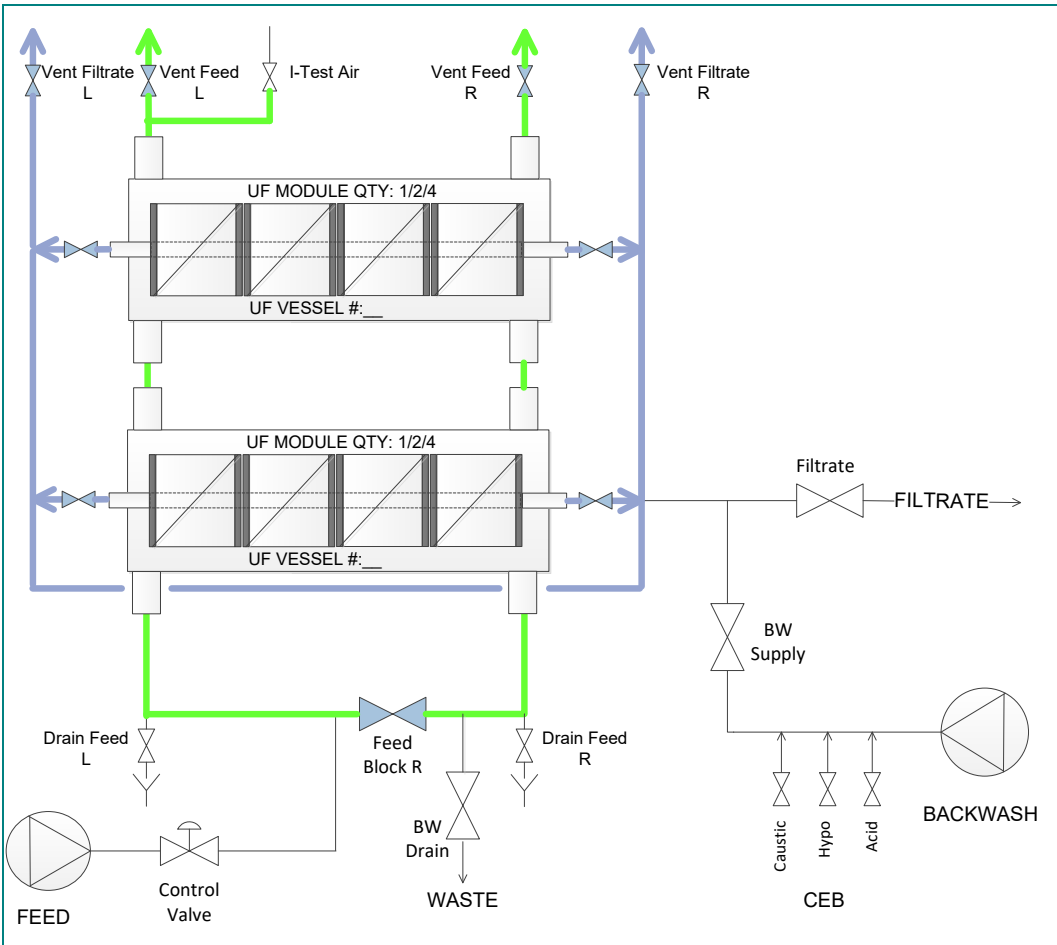 Vent Filtrate
L
Vent Feed
L
I-Test Air
Vent Feed
R
Vent Filtrate
R
UF MODULE QTY: 1/2/4
UF VESSEL #:__
UF MODULE QTY: 1/2/4
UF VESSEL #:__
Filtrate
FILTRATE
BW
Supply
Drain Feed
L
Feed
Block R
Drain Feed
R
BW
Drain
Control
Valve
FEED
WASTE
Caustic
Hypo
Acid
CEB
BACKWASH